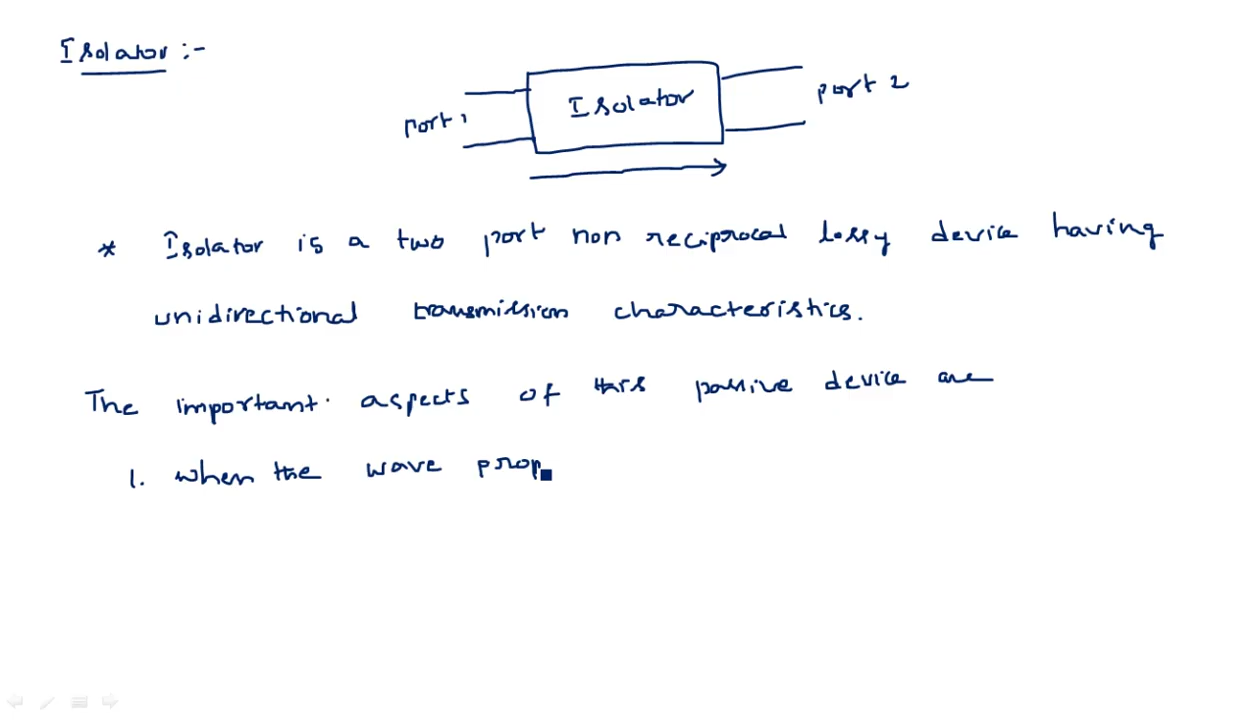 Isolator :-
Isolator
port 1
port 2
* Isolator is a two port non reciprocal lossy device having
unidirectional transmission characteristics.
The important aspects of this passive device are
1. when the wave prop